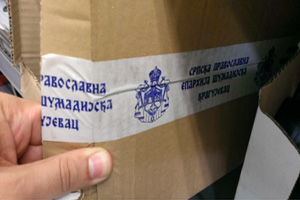 РАВОСЛАВНА
ШУМАДИЈСКА
УЈЕВАЦ
СРПСКА ПРАВОСЛАВНА
ЕПАРХИЈА ШУМАДИЈСКА
КРАГУЈЕВАЦ